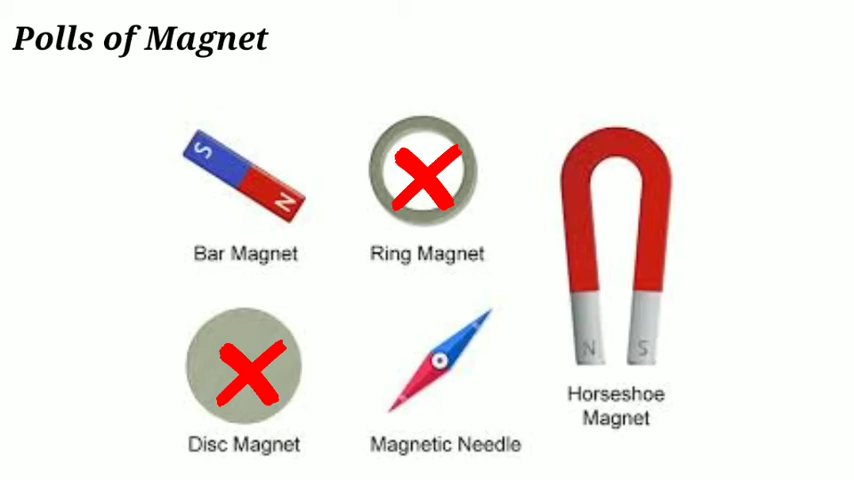 Polls of Magnet
S
N
Bar Magnet
Ring Magnet
N S
Horseshoe
Magnet
Disc Magnet
Magnetic Needle